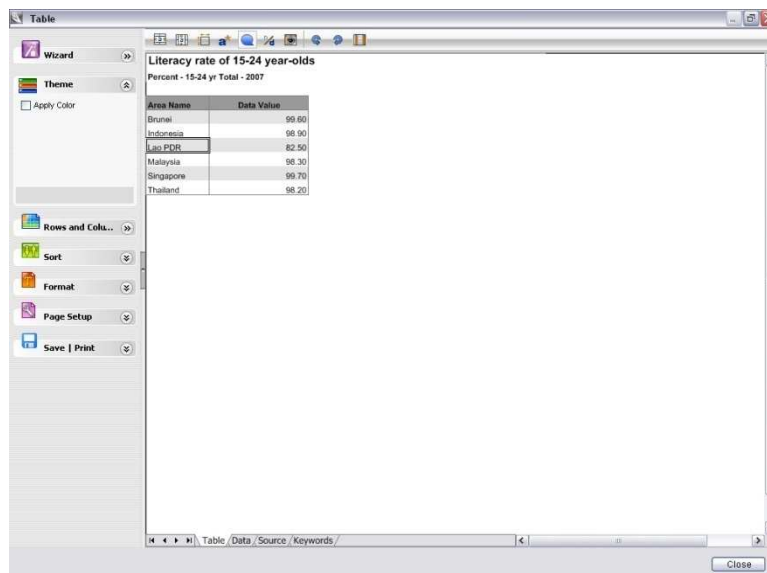 Table
Wizard
Theme
Apply Color
Rows and Colu...
Sort
Format
Page Setup
Save | Print
Literacy rate of 15-24 year-olds
Percent - 15-24 yr Total - 2007
Area Name Data Value
Brunei 99.60
Indonesia 98.90
Lao PDR 82.50
Malaysia 98.30
Singapore 99.70
Thailand 98.20
Table / Data / Source / Keywords /
Close